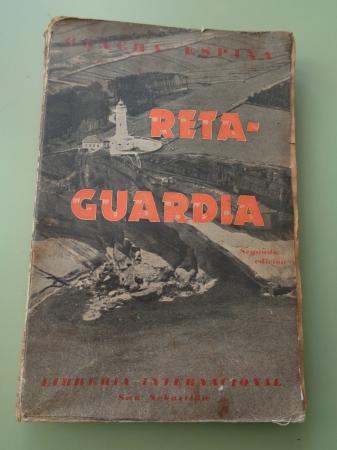 CONCHA ESPINA
RETA-
GUARDIA
Segunda
edición
LIBRERIA INTERNACIONAL
San Sebastián